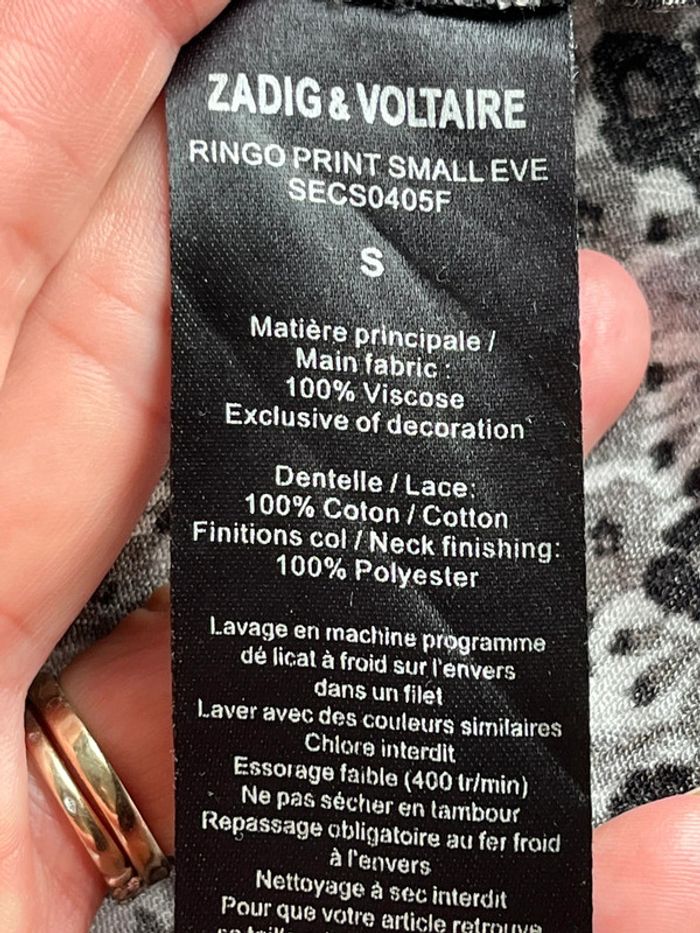 ZADIG & VOLTAIRE
RINGO PRINT SMALL EVE
SECS0405F
S
Matière principale /
Main fabric :
100% Viscose
Exclusive of decoration
Dentelle / Lace:
100% Coton / Cotton
Finitions col / Neck finishing:
100% Polyester
Lavage en machine programme
dé licat à froid sur l'envers
dans un filet
Laver avec des couleurs similaires
Chlore interdit
Essorage faible (400 tr/min)
Ne pas sécher en tambour
Repassage obligatoire au fer froid
à l'envers
Nettoyage à sec interdit
Pour que votre article retrouve